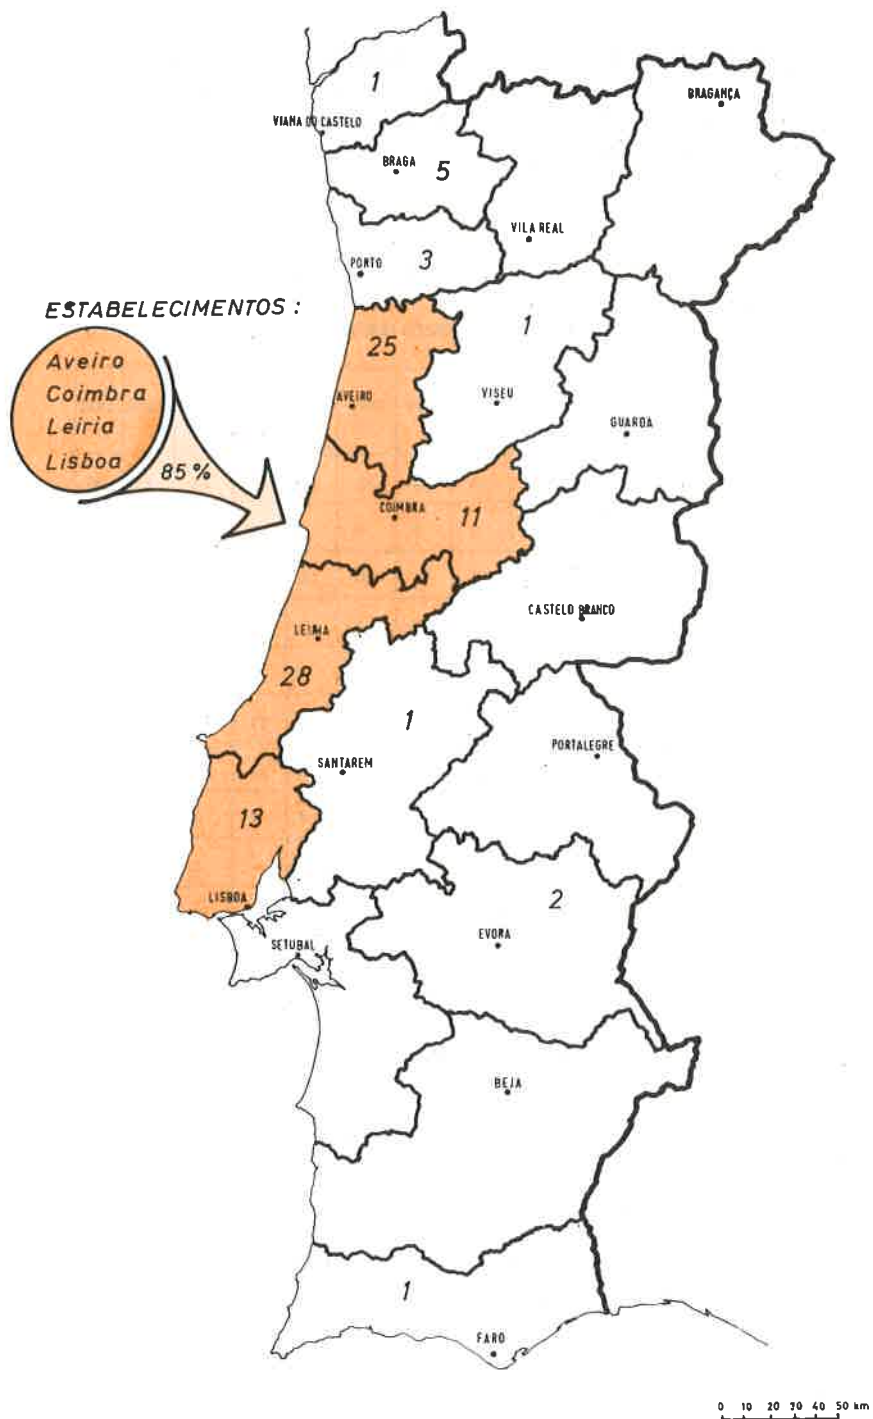 1
VIANA DO CASTELO
BRAGANÇA
BRAGA
5
VILA REAL
PORTO
3
ESTABELECIMENTOS :
Aveiro
Coimbra
Leiria
Lisboa
85 %
25
AVEIRO
1
VISEU
GUARDA
COIMBRA
11
CASTELO BRANCO
LEIRIA
28
1
SANTAREM
PORTALEGRE
13
LISBOA
2
EVORA
SETUBAL
BEJA
1
FARO
0 10 20 30 40 50 km